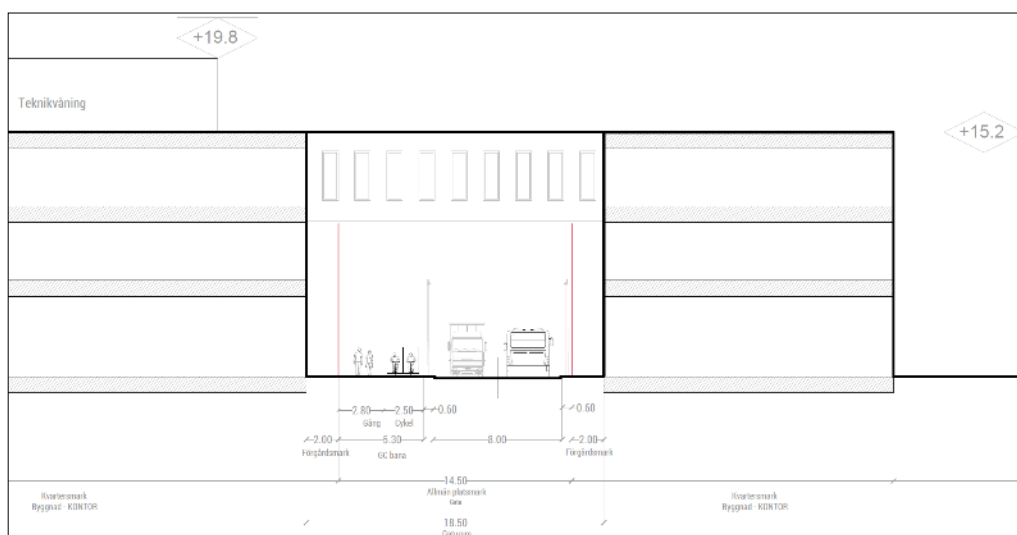 +19.8
Teknikvåning
+15.2
2.80 2.50 0.60 0.60
Gång Cykel
2.00 5.30 8.00 2.00
Förgårdsmark GC bana Förgårdsmark
14.50
Allmän platsmark
Gata
Kvartersmark Kvartersmark
Byggnad - KONTOR Byggnad - KONTOR
18.50